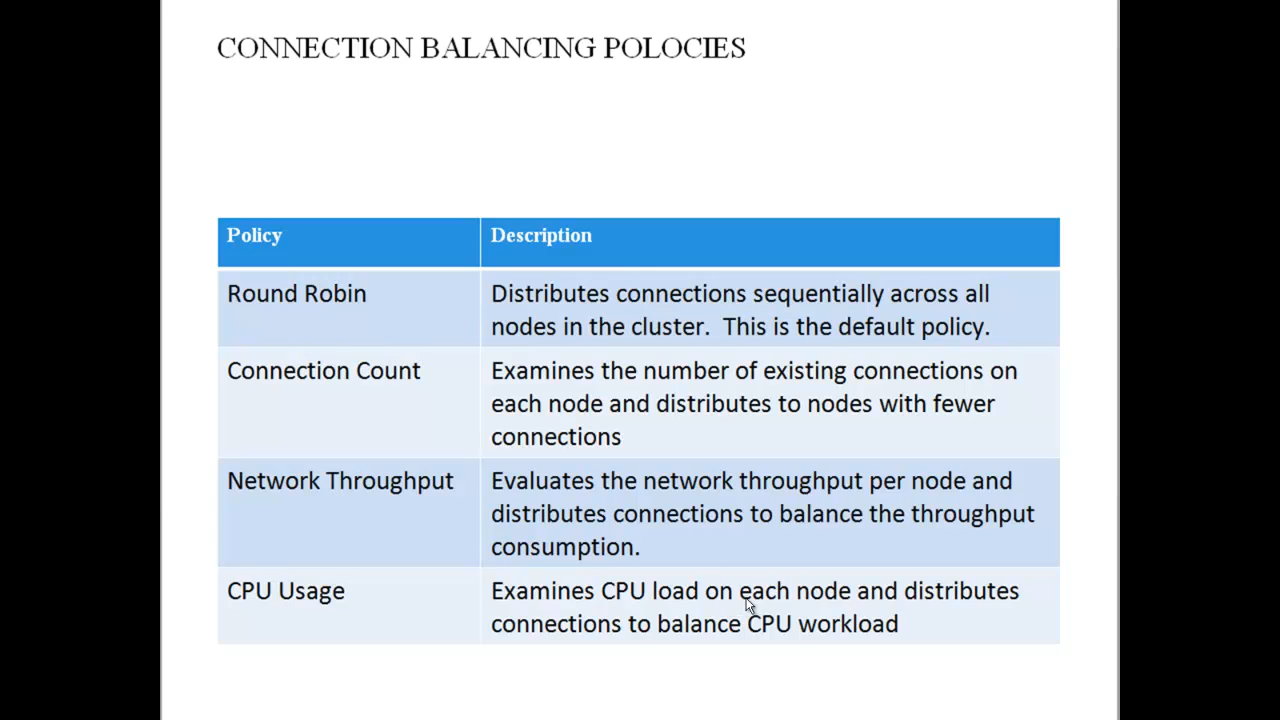 CONNECTION BALANCING POLOCIES
Policy
Description
Round Robin
Distributes connections sequentially across all
nodes in the cluster.  This is the default policy.
Connection Count
Examines the number of existing connections on
each node and distributes to nodes with fewer
connections
Network Throughput
Evaluates the network throughput per node and
distributes connections to balance the throughput
consumption.
CPU Usage
Examines CPU load on each node and distributes
connections to balance CPU workload